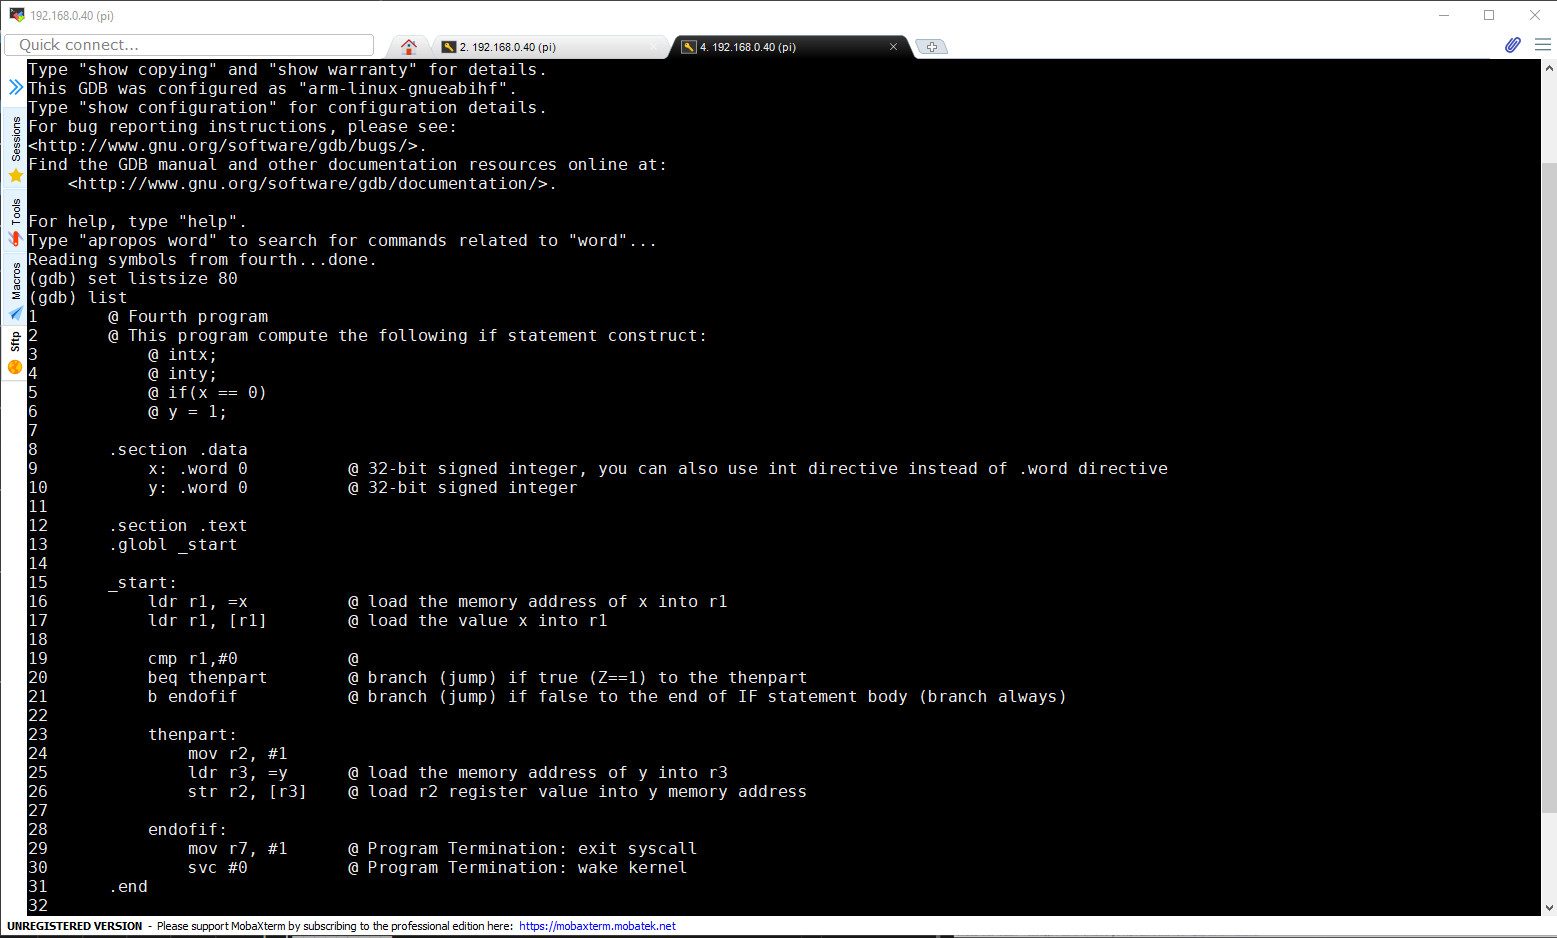 192.168.0.40 (pi)
Quick connect...
2. 192.168.0.40 (pi)
4. 192.168.0.40 (pi)
Sessions
Tools
Macros
Sftp
Type "show copying" and "show warranty" for details.
This GDB was configured as "arm-linux-gnueabihf".
Type "show configuration" for configuration details.
For bug reporting instructions, please see:
<http://www.gnu.org/software/gdb/bugs/>.
Find the GDB manual and other documentation resources online at:
    <http://www.gnu.org/software/gdb/documentation/>.
For help, type "help".
Type "apropos word" to search for commands related to "word"...
Reading symbols from fourth...done.
(gdb) set listsize 80
(gdb) list
1       @ Fourth program
2       @ This program compute the following if statement construct:
3           @ intx;
4           @ inty;
5           @ if(x == 0)
6           @ y = 1;
7
8       .section .data
9           x: .word 0          @ 32-bit signed integer, you can also use int directive instead of .word directive
10          y: .word 0          @ 32-bit signed integer
11
12      .section .text
13      .globl _start
14
15      _start:
16          ldr r1, =x          @ load the memory address of x into r1
17          ldr r1, [r1]        @ load the value x into r1
18
19          cmp r1,#0           @
20          beq thenpart        @ branch (jump) if true (Z==1) to the thenpart
21          b endofif           @ branch (jump) if false to the end of IF statement body (branch always)
22
23          thenpart:
24              mov r2, #1
25              ldr r3, =y      @ load the memory address of y into r3
26              str r2, [r3]    @ load r2 register value into y memory address
27
28          endofif:
29              mov r7, #1      @ Program Termination: exit syscall
30              svc #0          @ Program Termination: wake kernel
31      .end
32
UNREGISTERED VERSION - Please support MobaXterm by subscribing to the professional edition here: https://mobaxterm.mobatek.net